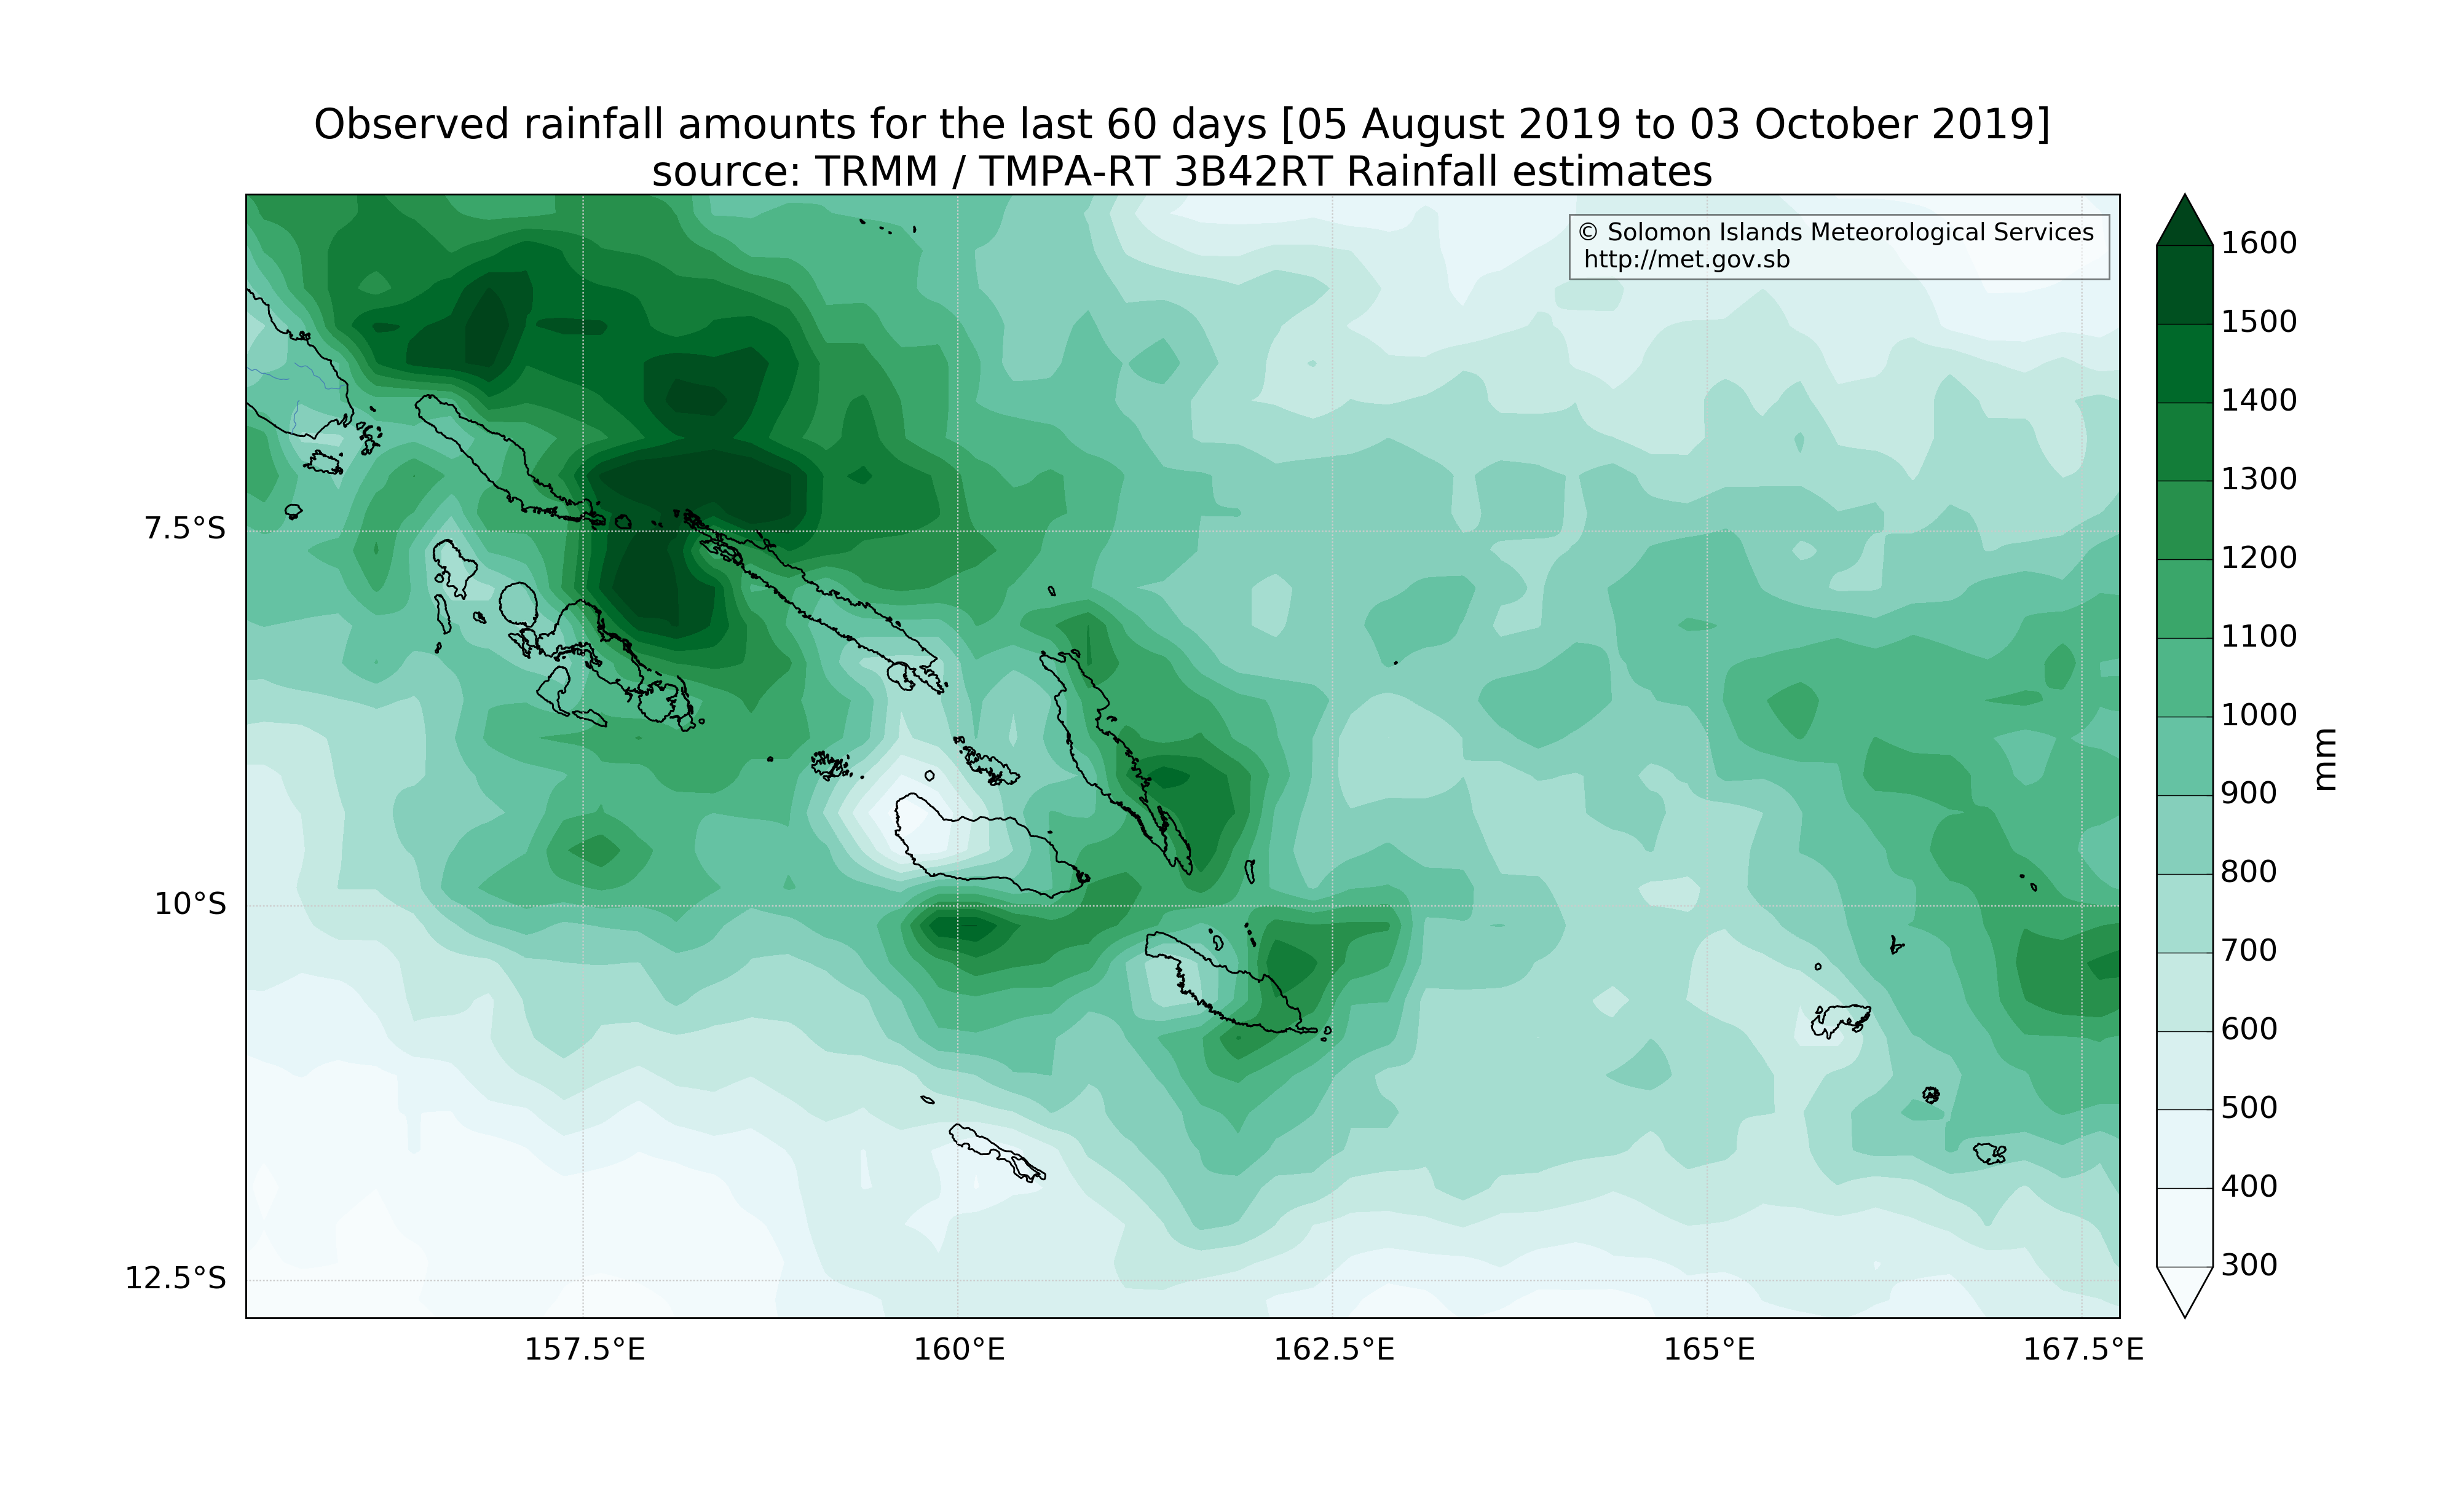 Observed rainfall amounts for the last 60 days [05 August 2019 to 03 October 2019]
source: TRMM / TMPA-RT 3B42RT Rainfall estimates
© Solomon Islands Meteorological Services
http://met.gov.sb
7.5°S
10°S
12.5°S
157.5°E
160°E
162.5°E
165°E
167.5°E
1600
1500
1400
1300
1200
1100
1000
900
800
700
600
500
400
300
mm